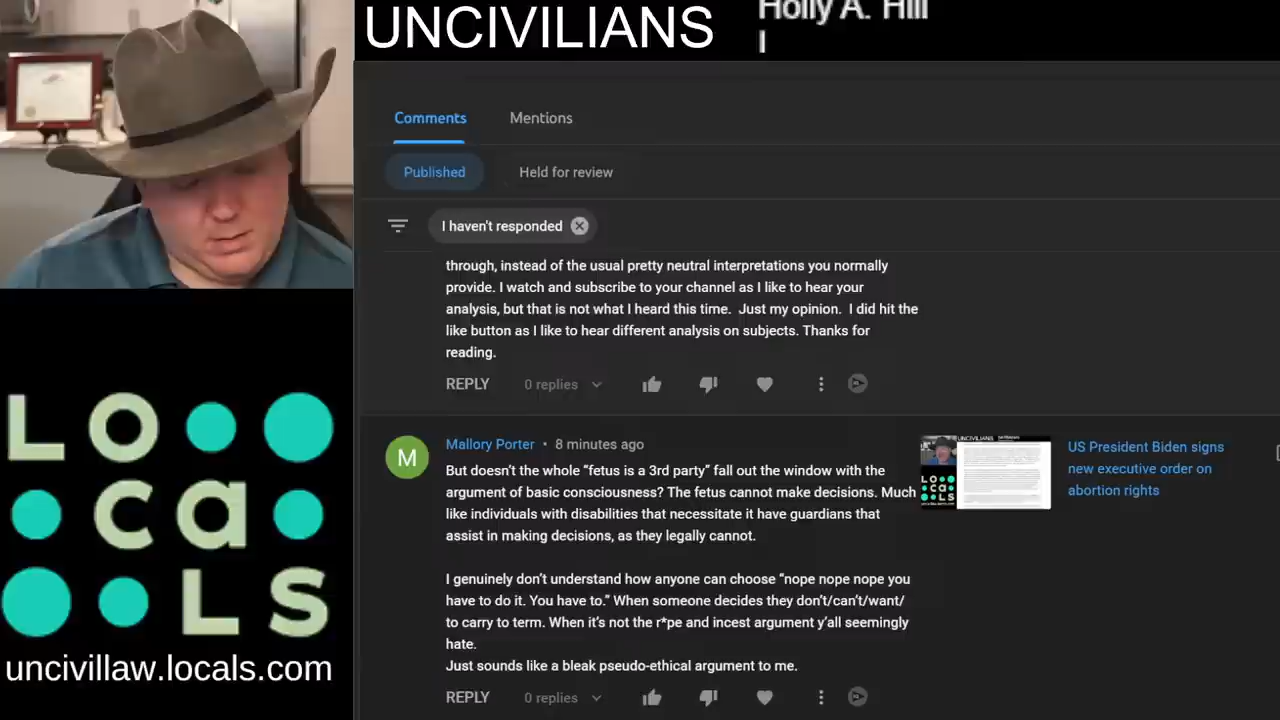 UNCIVILIANS
Holly A. Hill
Comments
Mentions
Published
Held for review
I haven't responded
through, instead of the usual pretty neutral interpretations you normally
provide. I watch and subscribe to your channel as I like to hear your
analysis, but that is not what I heard this time.  Just my opinion.  I did hit the
like button as I like to hear different analysis on subjects. Thanks for
reading.
REPLY
0 replies
M
Mallory Porter • 8 minutes ago
But doesn't the whole “fetus is a 3rd party” fall out the window with the
argument of basic consciousness? The fetus cannot make decisions. Much
like individuals with disabilities that necessitate it have guardians that
assist in making decisions, as they legally cannot.
I genuinely don't understand how anyone can choose “nope nope nope you
have to do it. You have to.” When someone decides they don't/can't/want/
to carry to term. When it's not the r*pe and incest argument y'all seemingly
hate.
Just sounds like a bleak pseudo-ethical argument to me.
REPLY
0 replies
US President Biden signs
new executive order on
abortion rights
LO
ca
LS
uncivillaw.locals.com